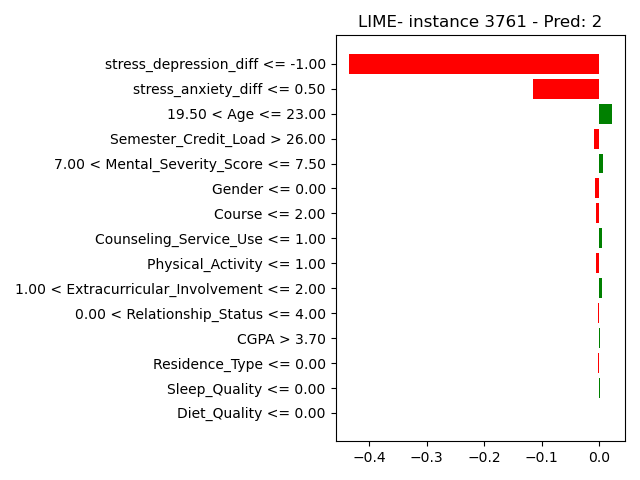 LIME- instance 3761 - Pred: 2
stress_depression_diff <= -1.00
stress_anxiety_diff <= 0.50
19.50 < Age <= 23.00
Semester_Credit_Load > 26.00
7.00 < Mental_Severity_Score <= 7.50
Gender <= 0.00
Course <= 2.00
Counseling_Service_Use <= 1.00
Physical_Activity <= 1.00
1.00 < Extracurricular_Involvement <= 2.00
0.00 < Relationship_Status <= 4.00
CGPA > 3.70
Residence_Type <= 0.00
Sleep_Quality <= 0.00
Diet_Quality <= 0.00
−0.4 −0.3 −0.2 −0.1 0.0